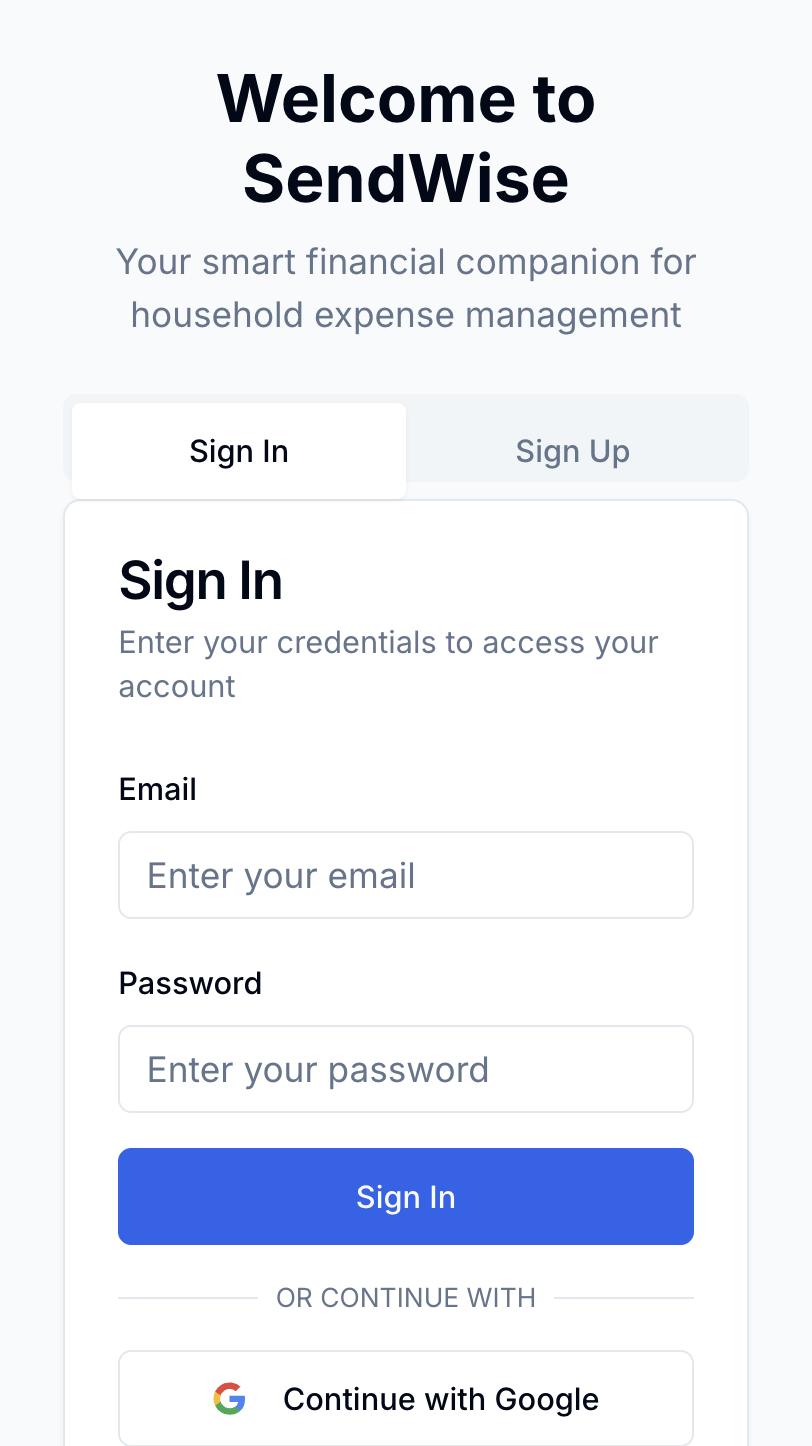 Welcome to
SendWise
Your smart financial companion for
household expense management
Sign In
Sign Up
Sign In
Enter your credentials to access your
account
Email
Enter your email
Password
Enter your password
Sign In
OR CONTINUE WITH
Continue with Google